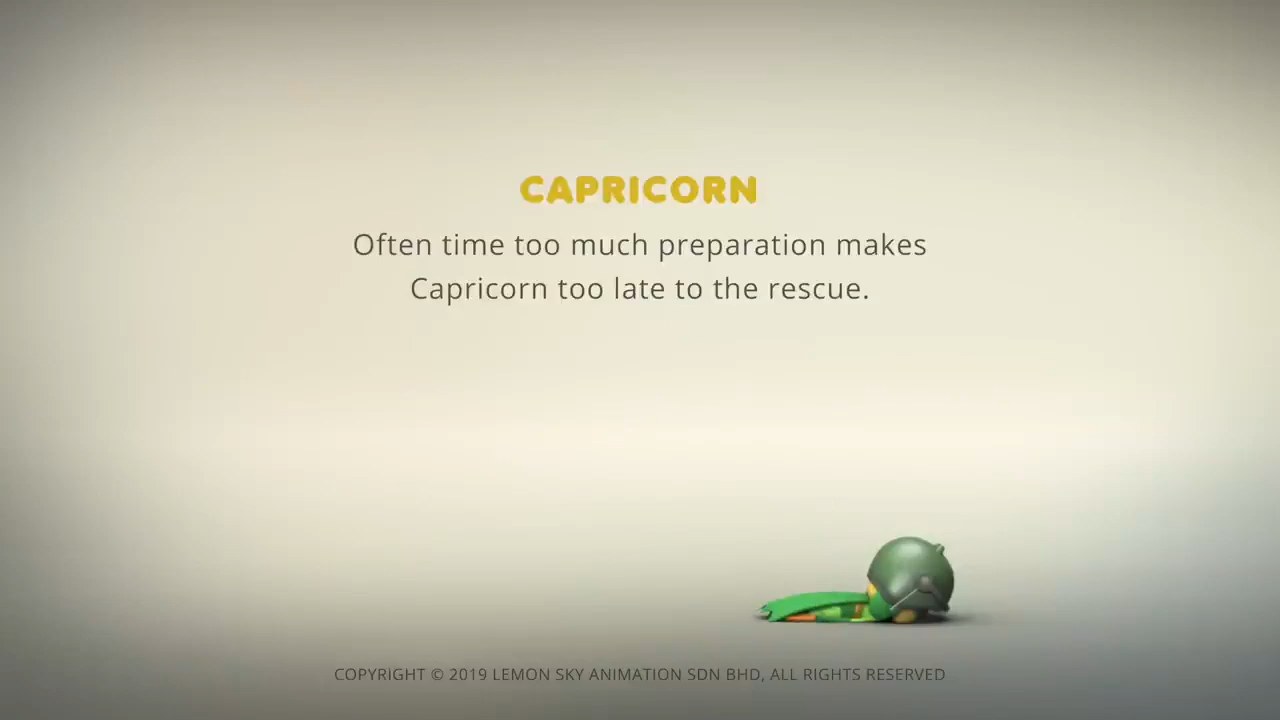 CAPRICORN
Often time too much preparation makes
Capricorn too late to the rescue.
COPYRIGHT © 2019 LEMON SKY ANIMATION SDN BHD, ALL RIGHTS RESERVED